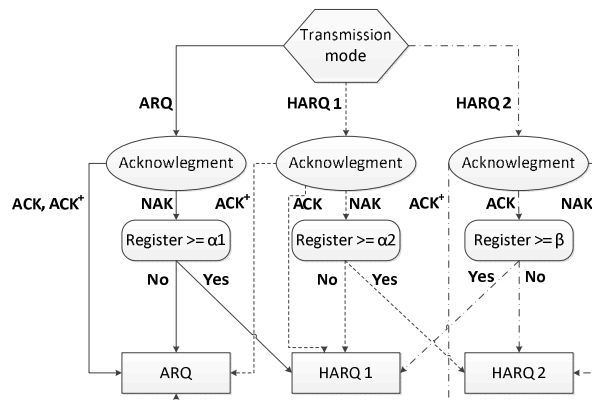 Transmission
mode
ARQ
HARQ 1
HARQ 2
Acknowlegment
Acknowlegment
Acknowlegment
ACK, ACK+
NAK
ACK+
ACK
NAK
ACK+
ACK
NAK
Register >= α1
Register >= α2
Register >= β
No
Yes
No
Yes
Yes
No
ARQ
HARQ 1
HARQ 2